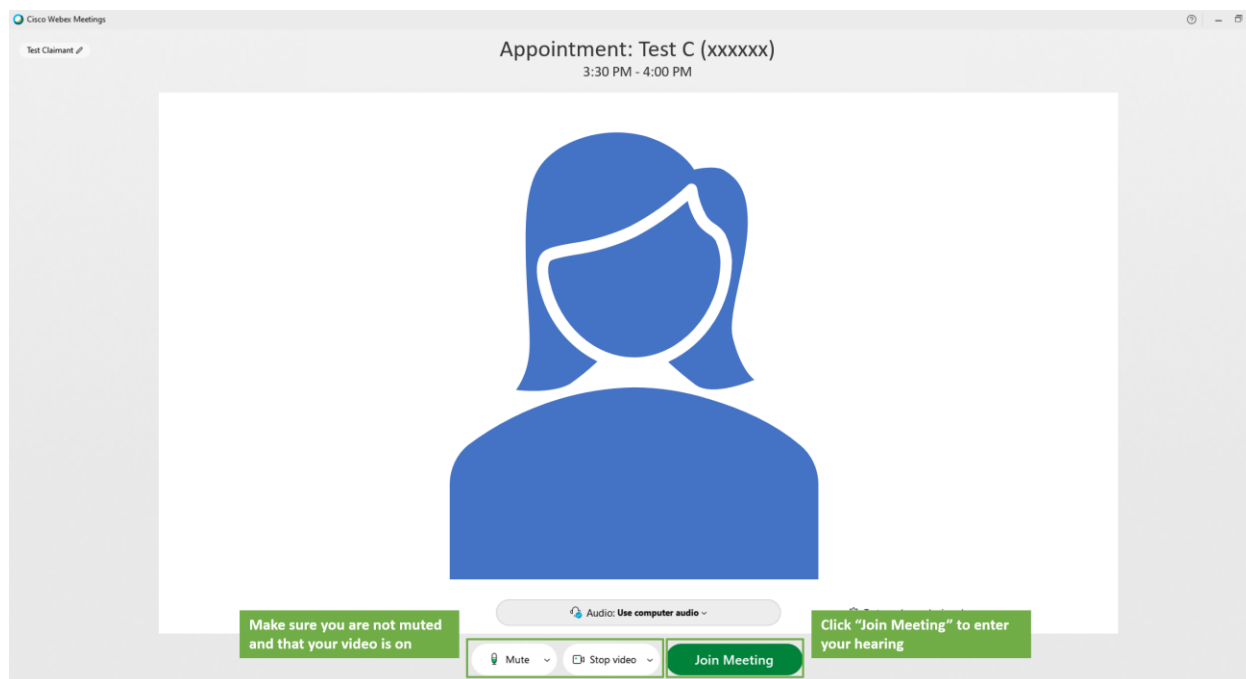 Cisco Webex Meetings
Test Claimant
Appointment: Test C (xxxxxx)
3:30 PM - 4:00 PM
Audio: Use computer audio
Make sure you are not muted
and that your video is on
Click “Join Meeting” to enter
your hearing
Mute
Stop video
Join Meeting